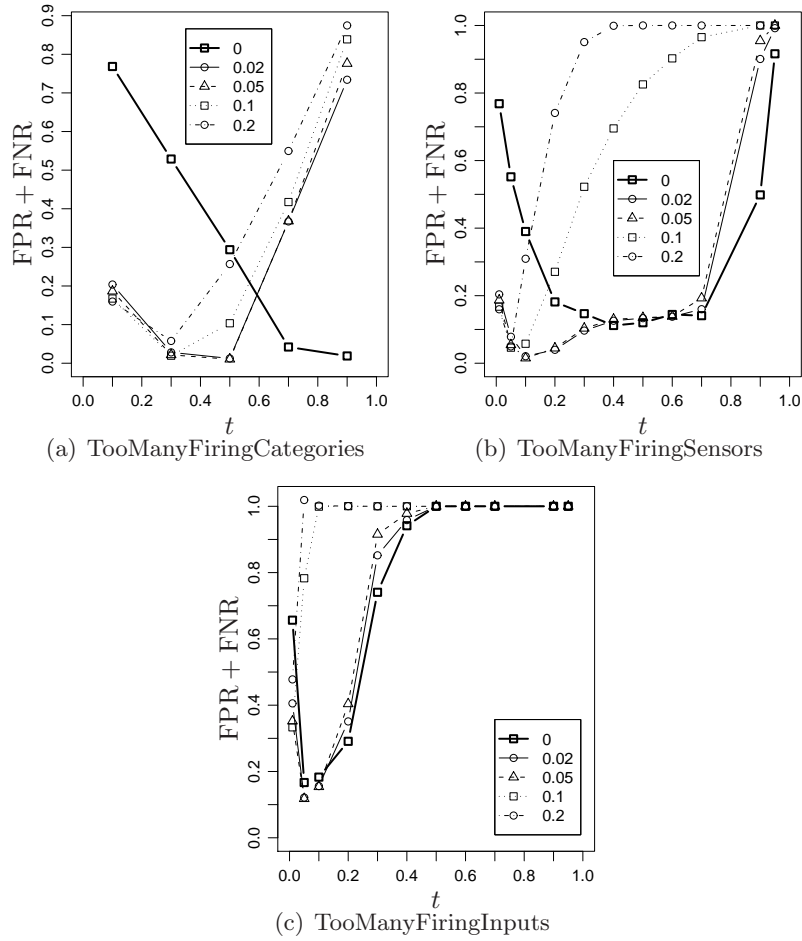 FPR + FNR
0.0 0.1 0.2 0.3 0.4 0.5 0.6 0.7 0.8 0.9
0
0.02
0.05
0.1
0.2
0.0 0.2 0.4 0.6 0.8 1.0
t
(a) TooManyFiringCategories
FPR + FNR
0.0 0.2 0.4 0.6 0.8 1.0
0
0.02
0.05
0.1
0.2
0.0 0.2 0.4 0.6 0.8 1.0
t
(b) TooManyFiringSensors
FPR + FNR
0.0 0.2 0.4 0.6 0.8 1.0
0
0.02
0.05
0.1
0.2
0.0 0.2 0.4 0.6 0.8 1.0
t
(c) TooManyFiringInputs